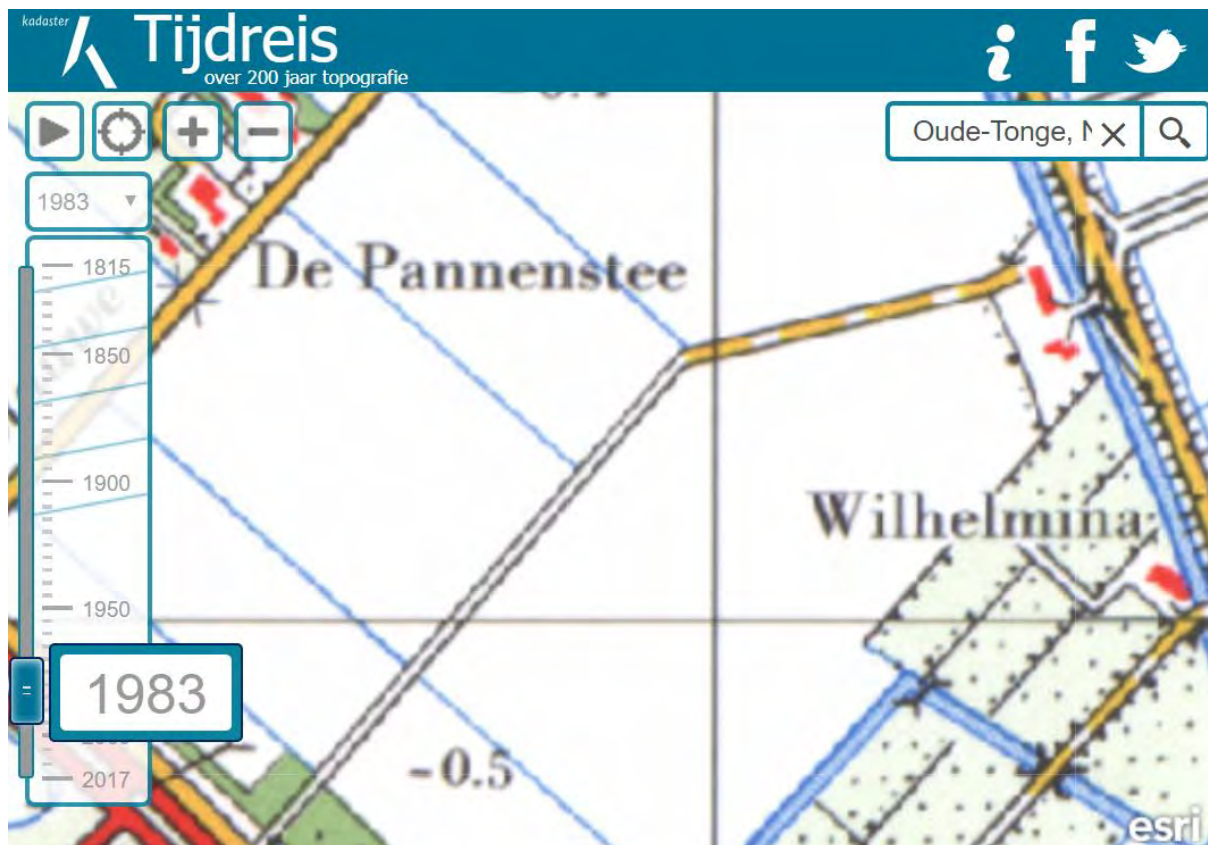 kadaster
Tijdreis
over 200 jaar topografie
Oude-Tonge, N
1983
1815
De Pannenstee
1850
1900
Wilhelmina
1950
1983
-0.5
2017
esri